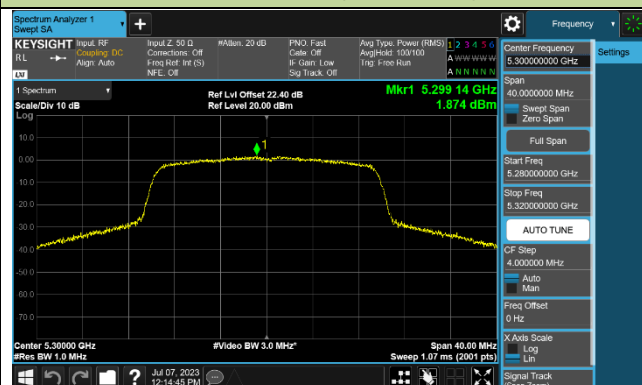 Spectrum Analyzer 1
Swept SA
Frequency
KEYSIGHT
Input: RF
Input Z: 50 Ω
#Atten: 20 dB
PNO: Fast
Avg Type: Power (RMS)
1 2 3 4 5 6
RL
Coupling: DC
Corrections: Off
Gate: Off
Avg|Hold: 100/100
A W W W W W
Align: Auto
Freq Ref: Int (S)
IF Gain: Low
Trig: Free Run
LXI
NFE: Off
Sig Track: Off
A N N N N N
1 Spectrum
Ref Lvl Offset 22.40 dB
Mkr1 5.299 14 GHz
Scale/Div 10 dB
Ref Level 20.00 dBm
1.874 dBm
Log
10.0
0.00
1
-10.0
-20.0
-30.0
-40.0
-50.0
-60.0
-70.0
Center 5.30000 GHz
#Video BW 3.0 MHz*
Span 40.00 MHz
#Res BW 1.0 MHz
Sweep 1.07 ms (2001 pts)
Jul 07, 2023
12:14:45 PM
Center Frequency
5.300000000 GHz
Settings
Span
40.0000000 MHz
Swept Span
Zero Span
Full Span
Start Freq
5.280000000 GHz
Stop Freq
5.320000000 GHz
AUTO TUNE
CF Step
4.000000 MHz
Auto
Man
Freq Offset
0 Hz
X Axis Scale
Log
Lin
Signal Track